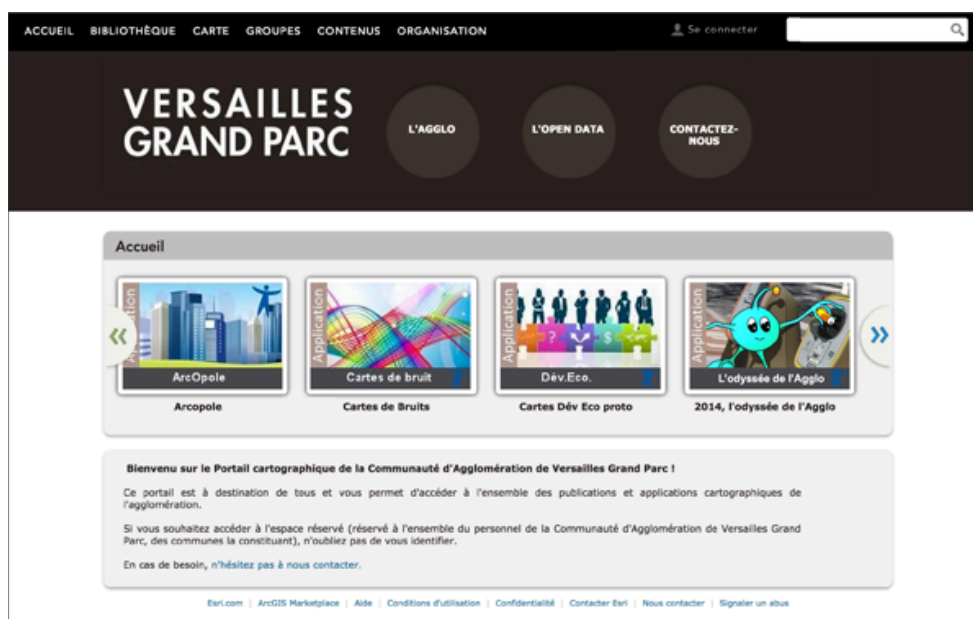 ACCUEIL BIBLIOTHÈQUE CARTE GROUPES CONTENUS ORGANISATION Se connecter
VERSAILLES
GRAND PARC
L'AGGLO
L'OPEN DATA
CONTACTEZ-
NOUS
Accueil
Application
ArcOpole
Arcopole
Application
Cartes de bruit
Cartes de Bruits
Application
Dév.Eco.
Cartes Dév Eco proto
Application
L'odyssée de l'Agglo
2014, l'odyssée de l'Agglo
Bienvenu sur le Portail cartographique de la Communauté d'Agglomération de Versailles Grand Parc !
Ce portail est à destination de tous et vous permet d'accéder à l'ensemble des publications et applications cartographiques de
l'agglomération.
Si vous souhaitez accéder à l'espace réservé (réservé à l'ensemble du personnel de la Communauté d'Agglomération de Versailles Grand
Parc, des communes la constituant), n'oubliez pas de vous identifier.
En cas de besoin, n'hésitez pas à nous contacter.
Esri.com | ArcGIS Marketplace | Aide | Conditions d'utilisation | Confidentialité | Contacter Esri | Nous contacter | Signaler un abus